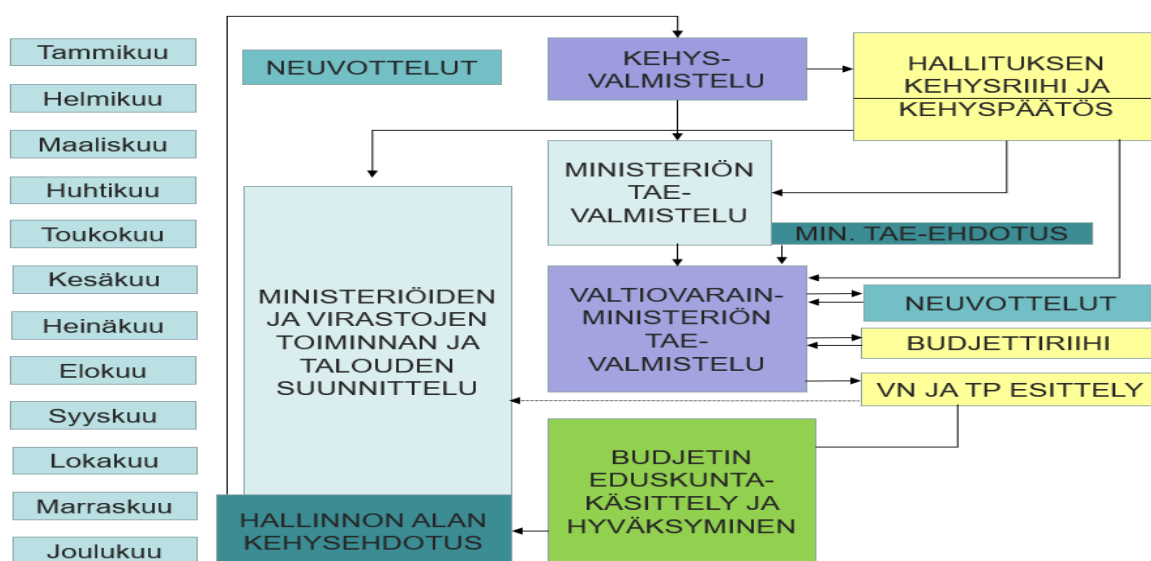 Tammikuu
Helmikuu
Maaliskuu
Huhtikuu
Toukokuu
Kesäkuu
Heinäkuu
Elokuu
Syyskuu
Lokakuu
Marraskuu
Joulukuu
NEUVOTTELUT
KEHYS-
VALMISTELU
HALLITUKSEN
KEHYSRIIHI JA
KEHYSPÄÄTÖS
MINISTERIÖN
TAE-
VALMISTELU
MIN. TAE-EHDOTUS
MINISTERIÖIDEN
JA VIRASTOJEN
TOIMINNAN JA
TALOUDEN
SUUNNITTELU
VALTIOVARAIN-
MINISTERIÖN
TAE-
VALMISTELU
NEUVOTTELUT
BUDJETTIRIIHI
VN JA TP ESITTELY
BUDJETIN
EDUSKUNTA-
KÄSITTELY JA
HYVÄKSYMINEN
HALLINNON ALAN
KEHYSEHDOTUS